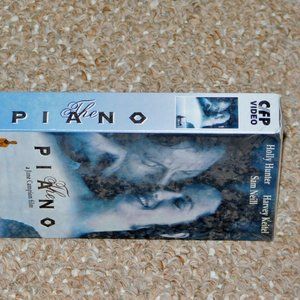 The
PIANO
CFP
VIDEO
Holly Hunter Harvey Keitel
Sam Neill
The
PIANO
a Jane Campion film